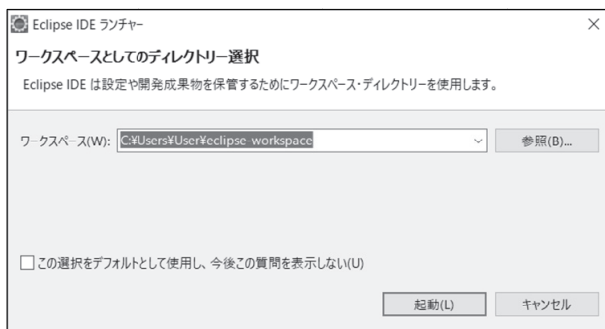 Eclipse IDE ランチャー
ワークスペースとしてのディレクトリー選択
Eclipse IDE は設定や開発成果物を保管するためにワークスペース・ディレクトリーを使用します。
ワークスペース(W): C:¥Users¥User¥eclipse-workspace 参照(B)...
この選択をデフォルトとして使用し、今後この質問を表示しない(U)
起動(L) キャンセル